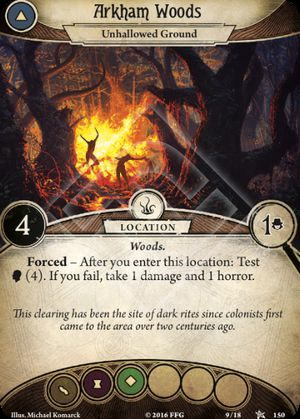 Arkham Woods
Unhallowed Ground
4
LOCATION
1
Woods.
Forced – After you enter this location: Test
(4). If you fail, take 1 damage and 1 horror.
This clearing has been the site of dark rites since colonists first
came to the area over two centuries ago.
Illus. Michael Komarck
© 2016 FFG
9/18
150